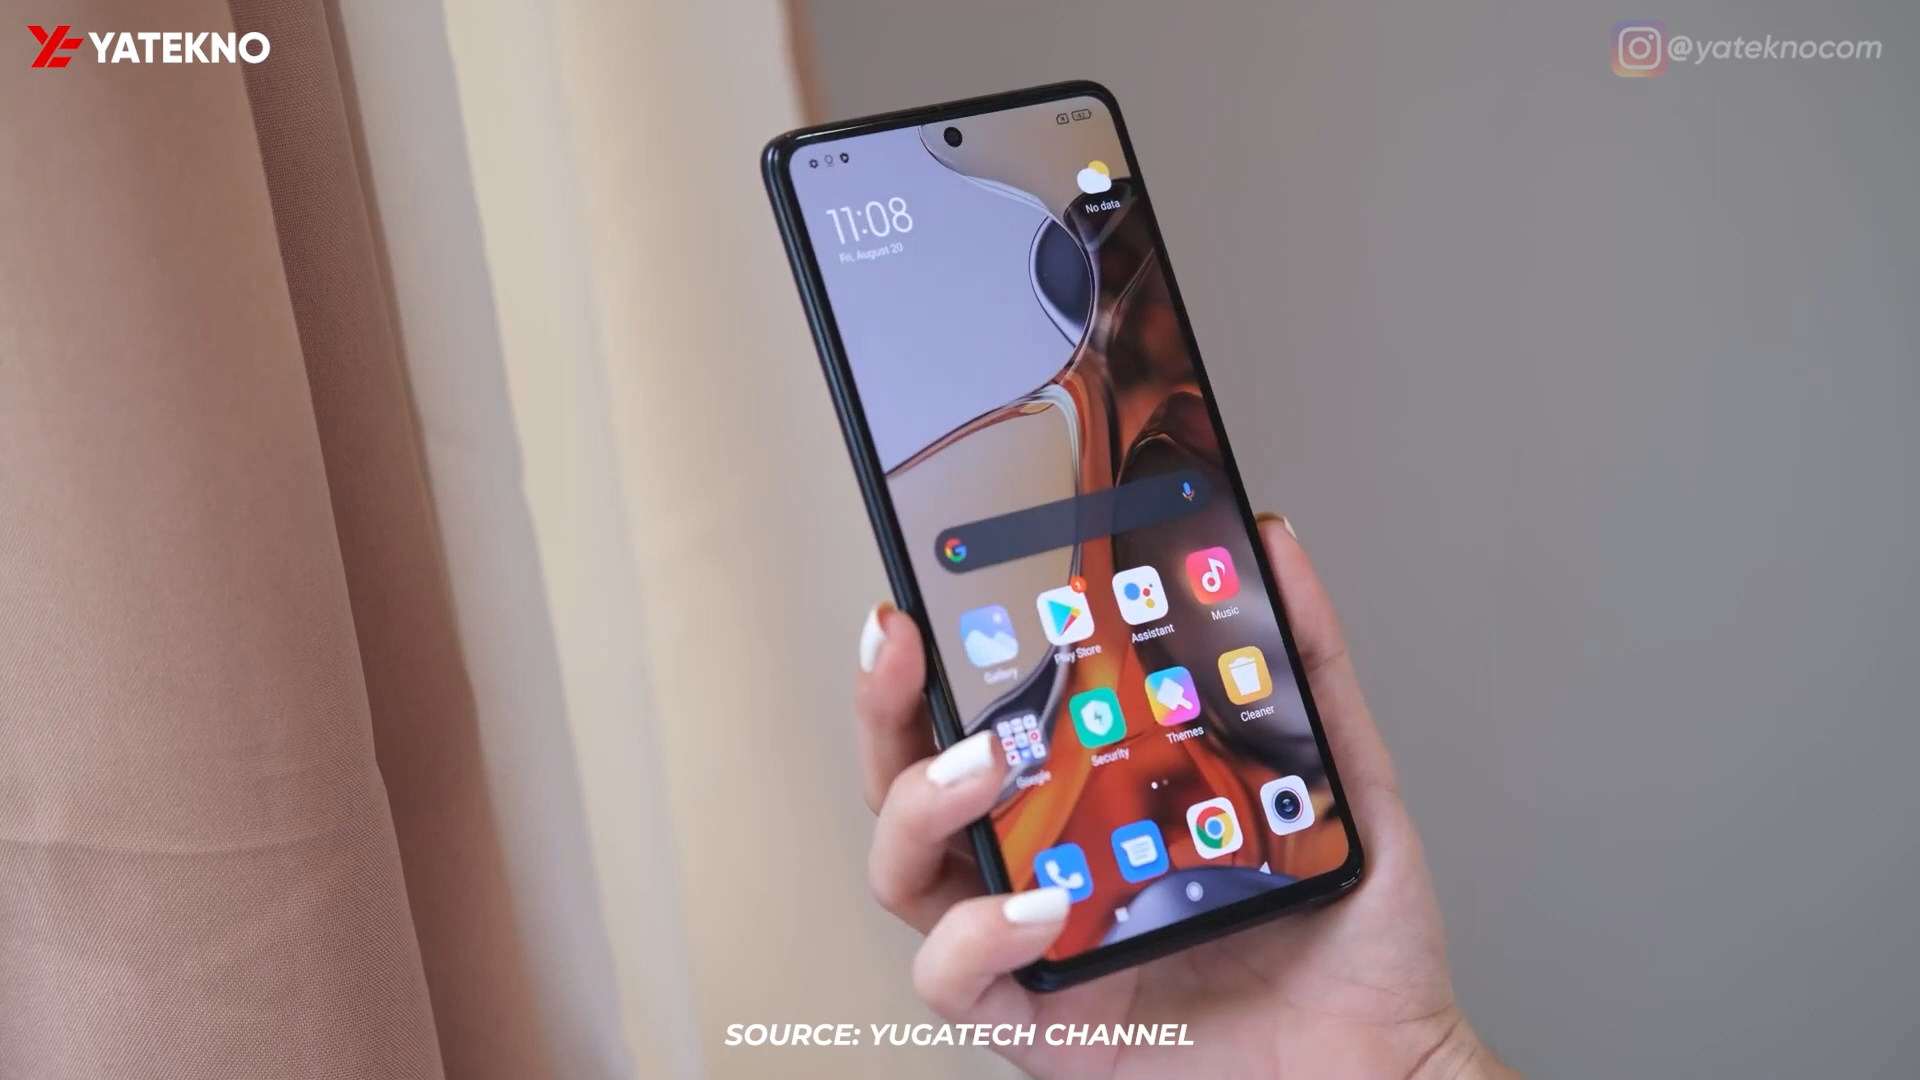 YATEKNO
@yateknocom
No data
11:08
Fri, August 20
1
Gallery
Play Store
Assistant
Music
Google
Security
Themes
Cleaner
SOURCE: YUGATECH CHANNEL